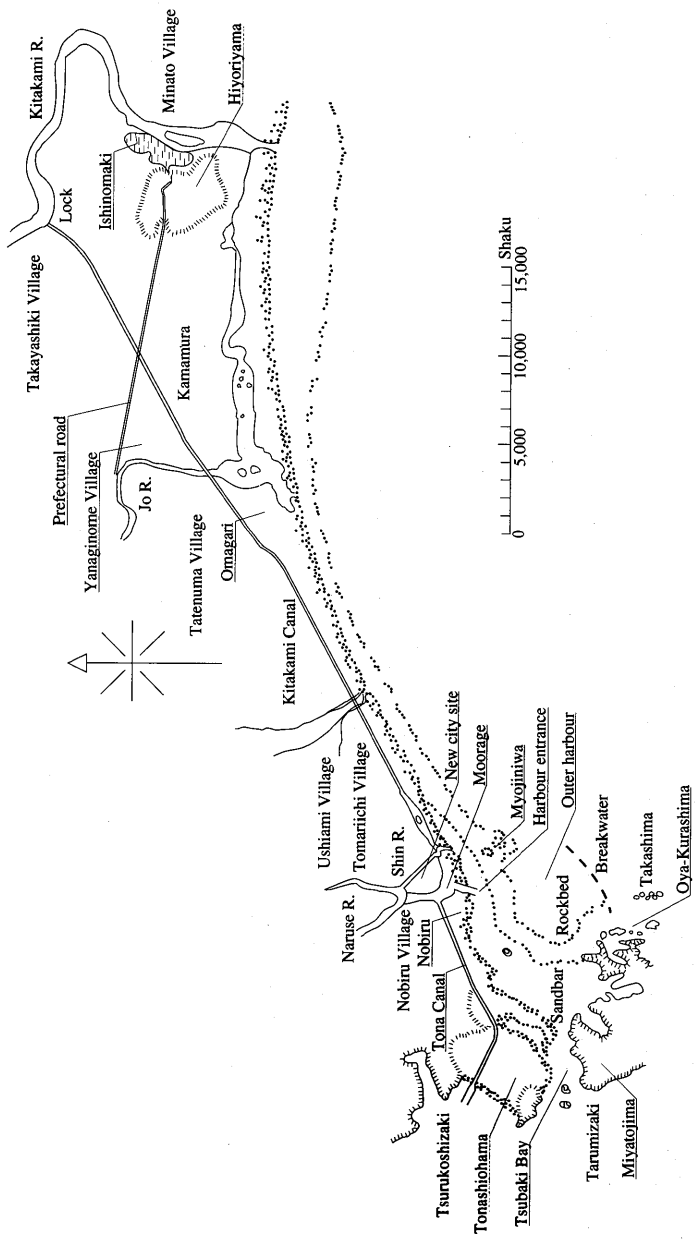 Kitakami R.
Minato Village
Hiyoriyama
Ishinomaki
Lock
Takayashiki Village
Kamamura
Prefectural road
Yanaginome Village
Jo R.
Tatenuma Village
Omagari
Kitakami Canal
Ushiami Village
Tomariichi Village
Shin R.
New city site
Moorage
Myojiniwa
Harbour entrance
Outer harbour
Naruse R.
Nobiru Village
Nobiru
Tona Canal
Rockbed
Breakwater
Takashima
Oya-Kurashima
Sandbar
Tsurukoshizaki
Tonashiohama
Tsubaki Bay
Tarumizaki
Miyatojima
0 5,000 10,000 15,000
Shaku